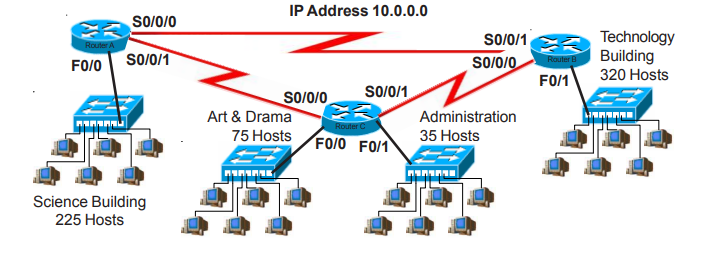 IP Address 10.0.0.0
S0/0/0
Router A
F0/0
S0/0/1
S0/0/1
S0/0/0
Router B
F0/1
Technology
Building
320 Hosts
S0/0/0
S0/0/1
Router C
F0/0
F0/1
Art & Drama
75 Hosts
Administration
35 Hosts
Science Building
225 Hosts